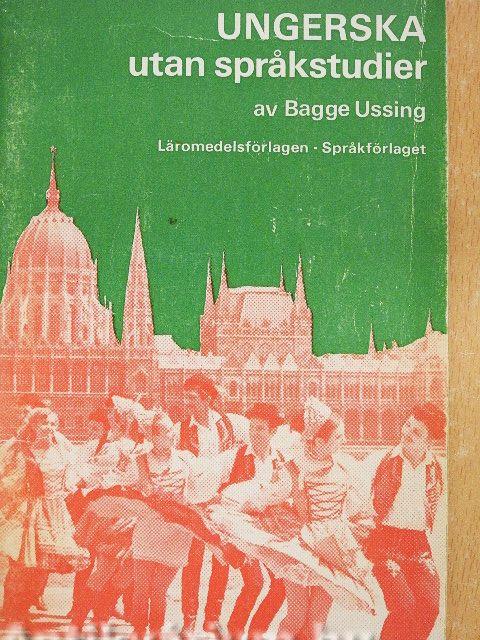 UNGERSKA
utan språkstudier
av Bagge Ussing
Läromedelsförlagen · Språkförlaget